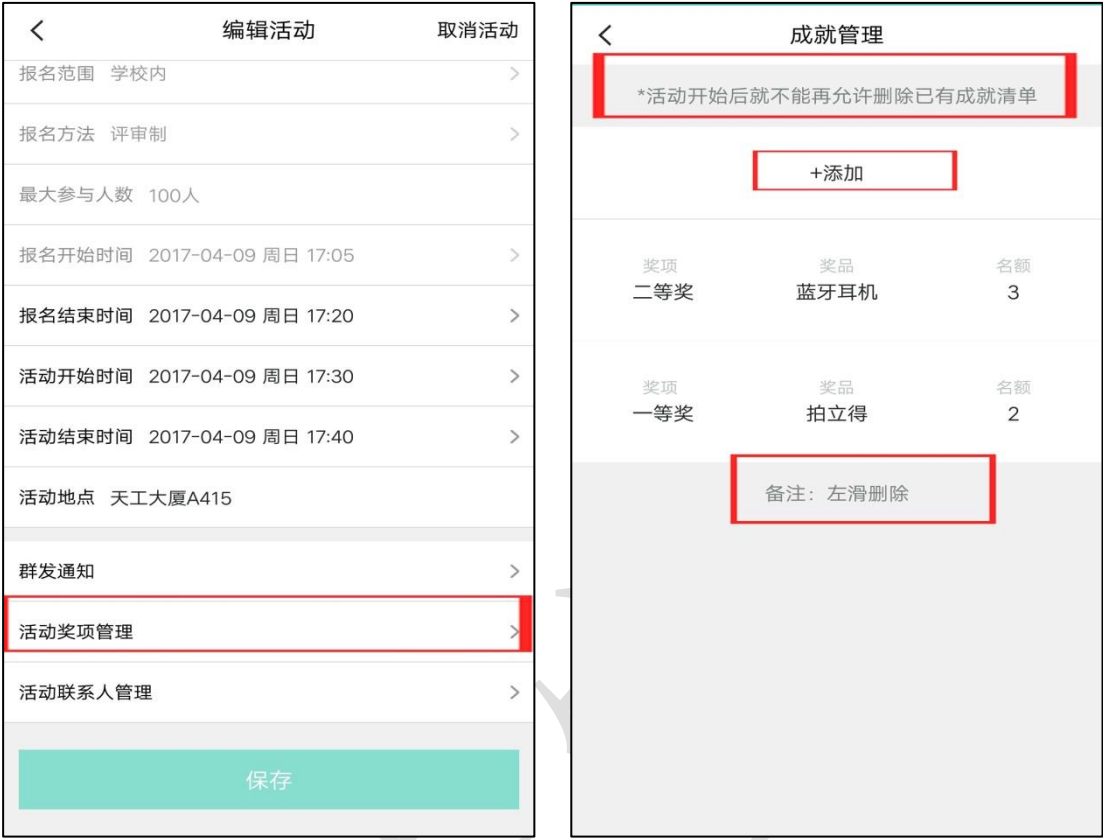 编辑活动
取消活动
报名范围 学校内
报名方法 评审制
最大参与人数 100人
报名开始时间 2017-04-09 周日 17:05
报名结束时间 2017-04-09 周日 17:20
活动开始时间 2017-04-09 周日 17:30
活动结束时间 2017-04-09 周日 17:40
活动地点 天工大厦A415
群发通知
活动奖项管理
活动联系人管理
保存
成就管理
*活动开始后就不能再允许删除已有成就清单
+添加
奖项 奖品 名额
二等奖 蓝牙耳机 3
奖项 奖品 名额
一等奖 拍立得 2
备注：左滑删除